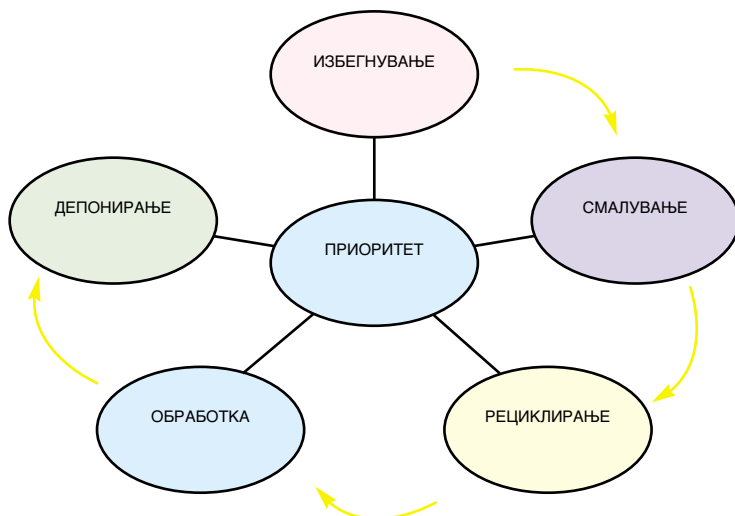 ИЗБЕГНУВАЊЕ
ДЕПОНИРАЊЕ
СМАЛУВАЊЕ
ПРИОРИТЕТ
ОБРАБОТКА
РЕЦИКЛИРАЊЕ